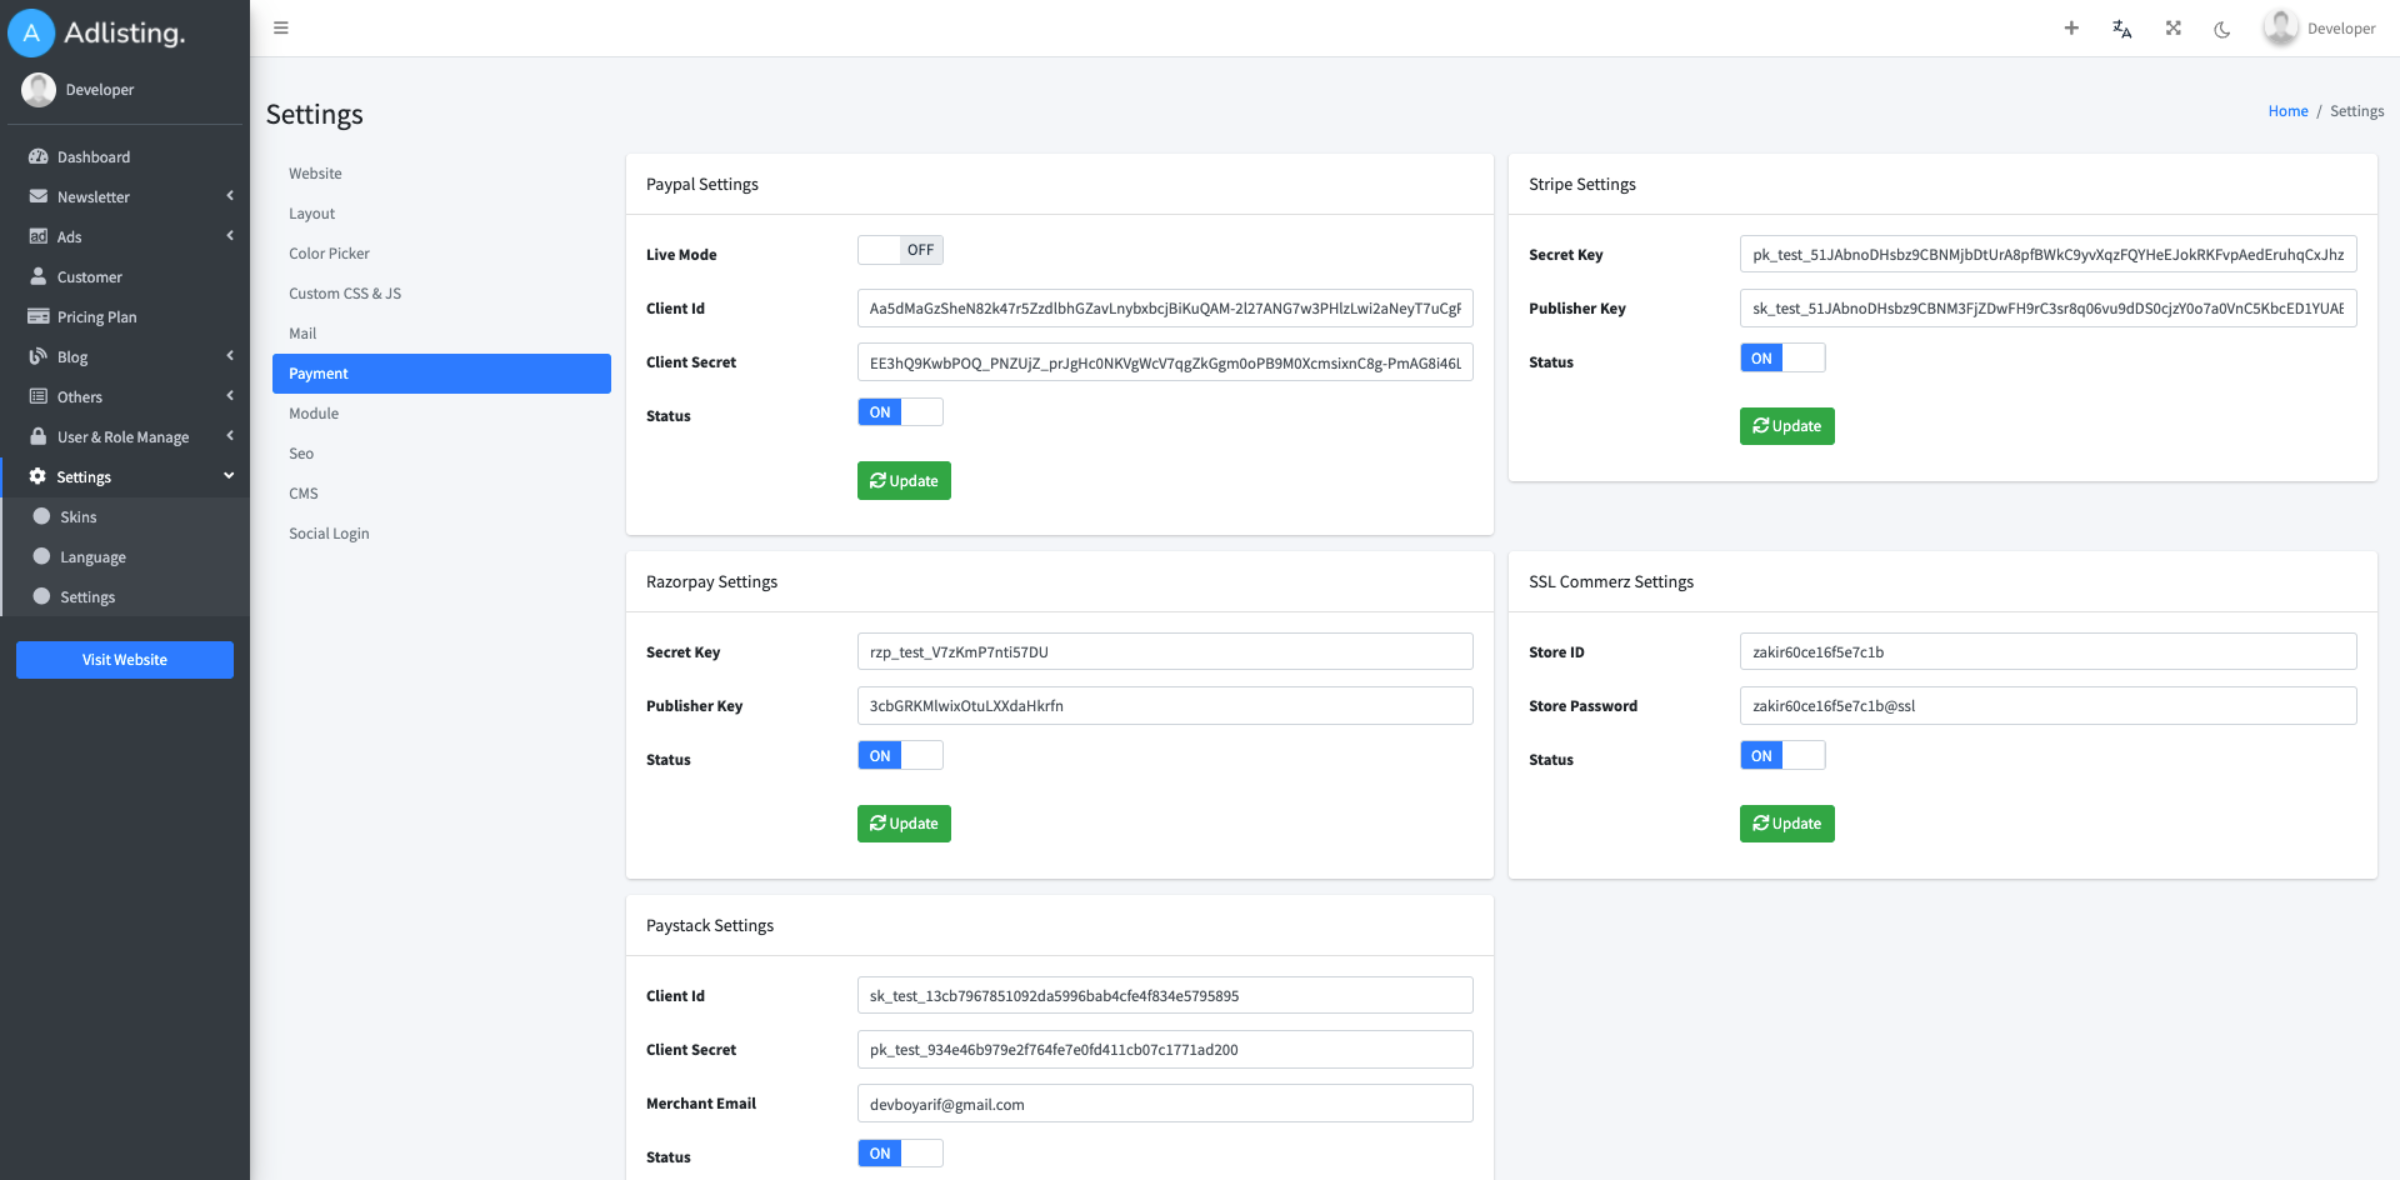 A Adlisting.
Developer
Dashboard
Newsletter
Ads
Customer
Pricing Plan
Blog
Others
User & Role Manage
Settings
Skins
Language
Settings
Visit Website
Developer
Settings
Home / Settings
Website
Layout
Color Picker
Custom CSS & JS
Mail
Payment
Module
Seo
CMS
Social Login
Paypal Settings
Live Mode OFF
Client Id Aa5dMaGzSheN82k47r5ZzdlbhGZavLnybxbcjBiKuQAM-2l27ANG7w3PHlzLwi2aNeyT7uCgF
Client Secret EE3hQ9KwbPOQ_PNZUjZ_prJgHc0NKVgWcV7qgZkGgm0oPB9M0XcmsixnC8g-PmAG8i46L
Status ON
Update
Stripe Settings
Secret Key pk_test_51JAbnoDHsbz9CBNMjbDtUrA8pfBWkC9yvXqzFQYHeEJokRKFvpAedEruhqCxJhz
Publisher Key sk_test_51JAbnoDHsbz9CBNM3FjZDwFH9rC3sr8q06vu9dDS0cjzY0o7a0VnC5KbcED1YUAE
Status ON
Update
Razorpay Settings
Secret Key rzp_test_V7zKmP7nti57DU
Publisher Key 3cbGRKMlwixOtuLXXdaHkrfn
Status ON
Update
SSL Commerz Settings
Store ID zakir60ce16f5e7c1b
Store Password zakir60ce16f5e7c1b@ssl
Status ON
Update
Paystack Settings
Client Id sk_test_13cb7967851092da5996bab4cfe4f834e5795895
Client Secret pk_test_934e46b979e2f764fe7e0fd411cb07c1771ad200
Merchant Email devboyarif@gmail.com
Status ON